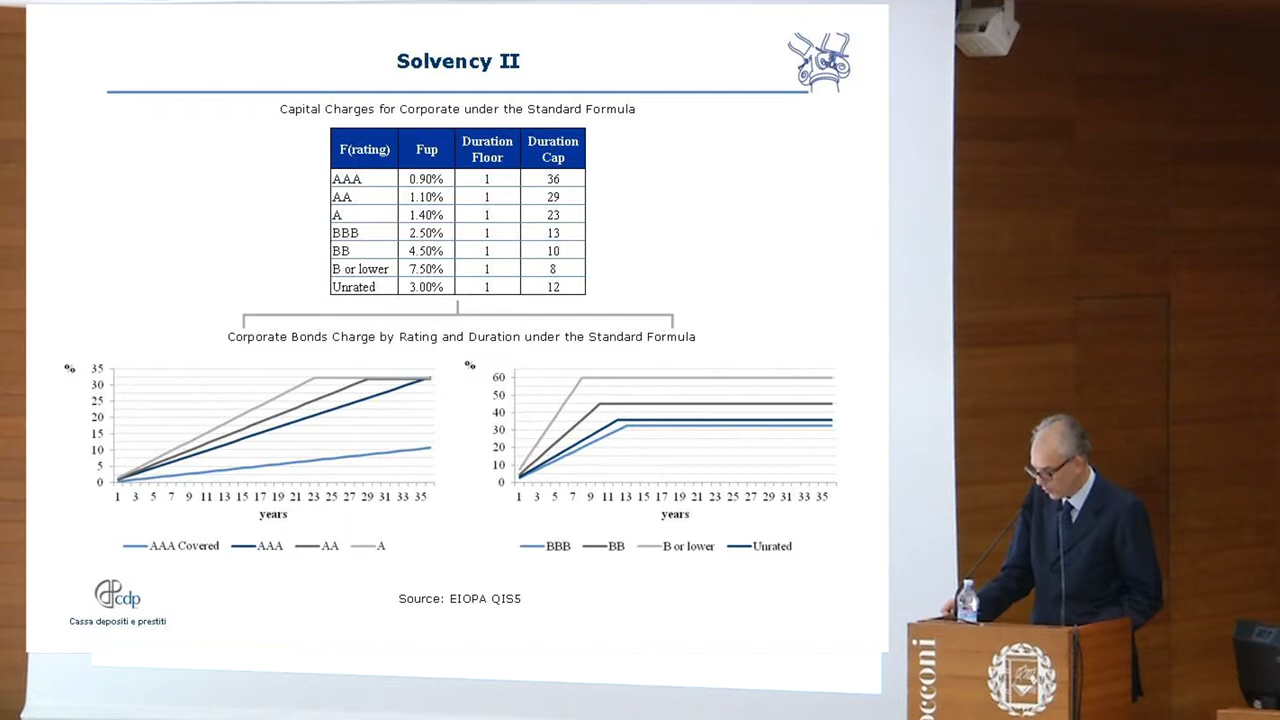 Solvency II
Capital Charges for Corporate under the Standard Formula
F(rating) Fup Duration Floor Duration Cap
AAA 0.90% 1 36
AA 1.10% 1 29
A 1.40% 1 23
BBB 2.50% 1 13
BB 4.50% 1 10
B or lower 7.50% 1 8
Unrated 3.00% 1 12
Corporate Bonds Charge by Rating and Duration under the Standard Formula
%
35
30
25
20
15
10
5
0
1 3 5 7 9 11 13 15 17 19 21 23 25 27 29 31 33 35
years
AAA Covered AAA AA A
%
60
50
40
30
20
10
0
1 3 5 7 9 11 13 15 17 19 21 23 25 27 29 31 33 35
years
BBB BB B or lower Unrated
cdp
Cassa depositi e prestiti
Source: EIOPA QIS5
occoni